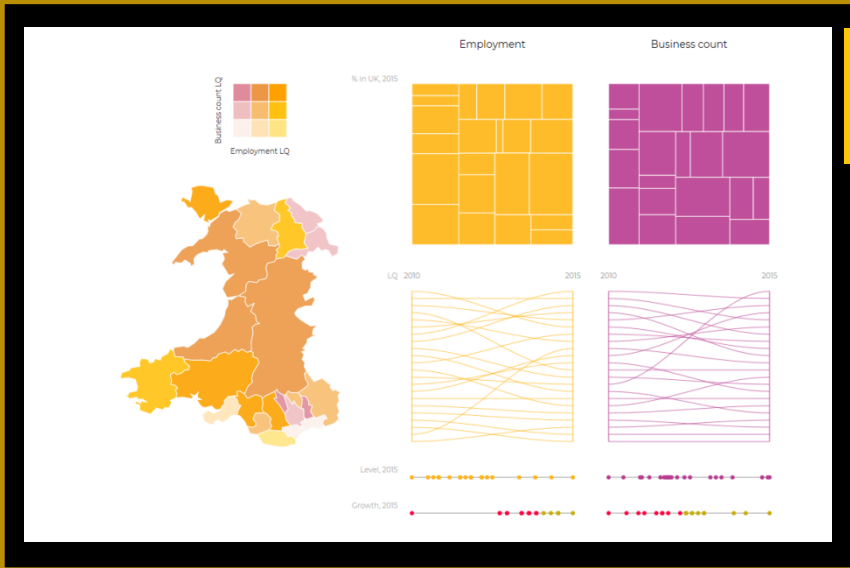 Employment
Business count
% in UK, 2015
Business count LQ
Employment LQ
LQ
2010
2015
2010
2015
Level, 2015
Growth, 2015